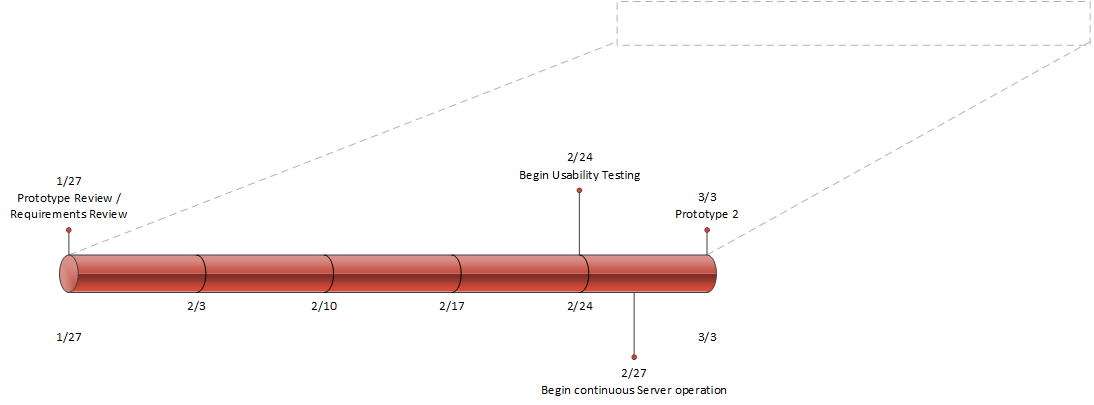 2/24
Begin Usability Testing
1/27
Prototype Review /
Requirements Review
3/3
Prototype 2
2/3
2/10
2/17
2/24
1/27
3/3
2/27
Begin continuous Server operation